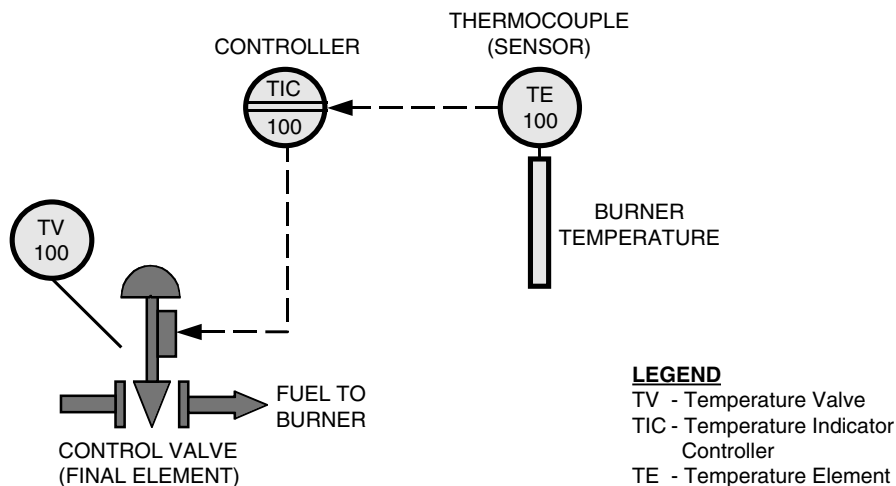 THERMOCOUPLE
(SENSOR)
CONTROLLER
TIC
100
TE
100
BURNER
TEMPERATURE
TV
100
FUEL TO
BURNER
CONTROL VALVE
(FINAL ELEMENT)
LEGEND
TV - Temperature Valve
TIC - Temperature Indicator
Controller
TE - Temperature Element